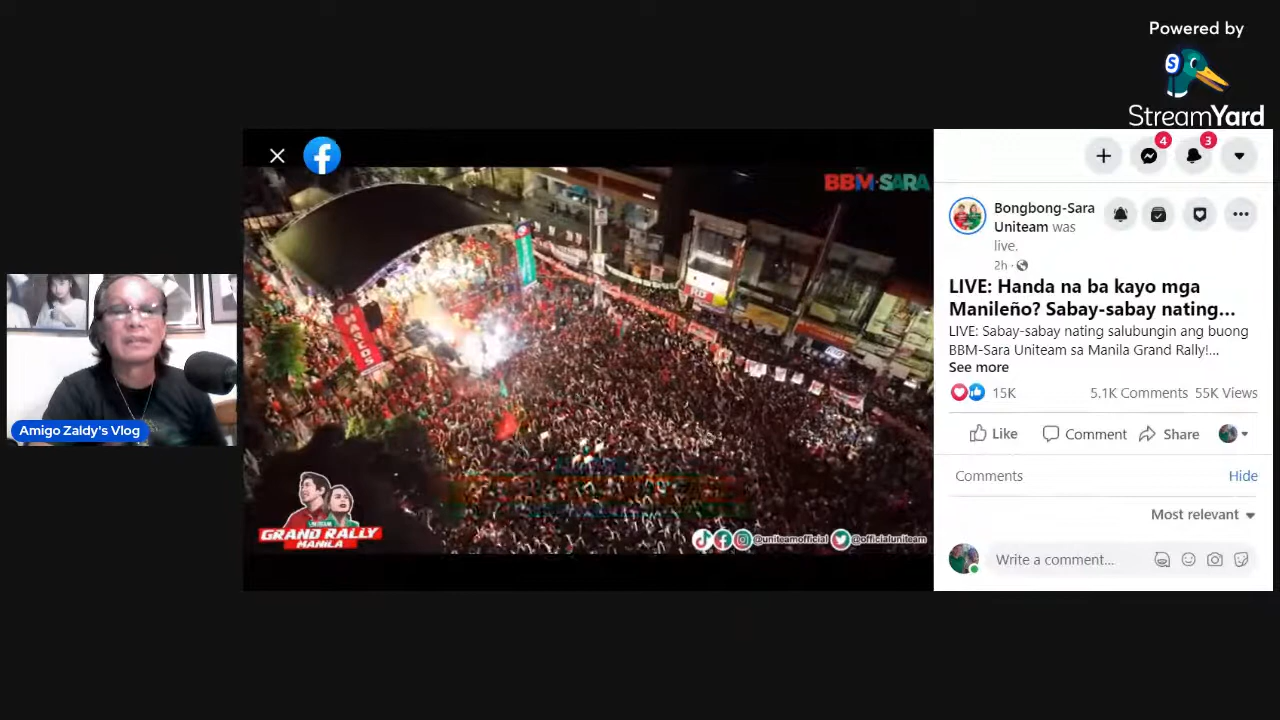 Powered by
StreamYard
BBM-SARA
4
3
Bongbong-Sara
Uniteam was
live.
2h ·
LIVE: Handa na ba kayo mga
Manileño? Sabay-sabay nating...
LIVE: Sabay-sabay nating salubungin ang buong
BBM-Sara Uniteam sa Manila Grand Rally!...
See more
15K
5.1K Comments 55K Views
Like
Comment
Share
Comments
Hide
Most relevant
Write a comment...
Amigo Zaldy's Vlog
MARCOS
GRAND RALLY
MANILA
@uniteamofficial
@officialuniteam